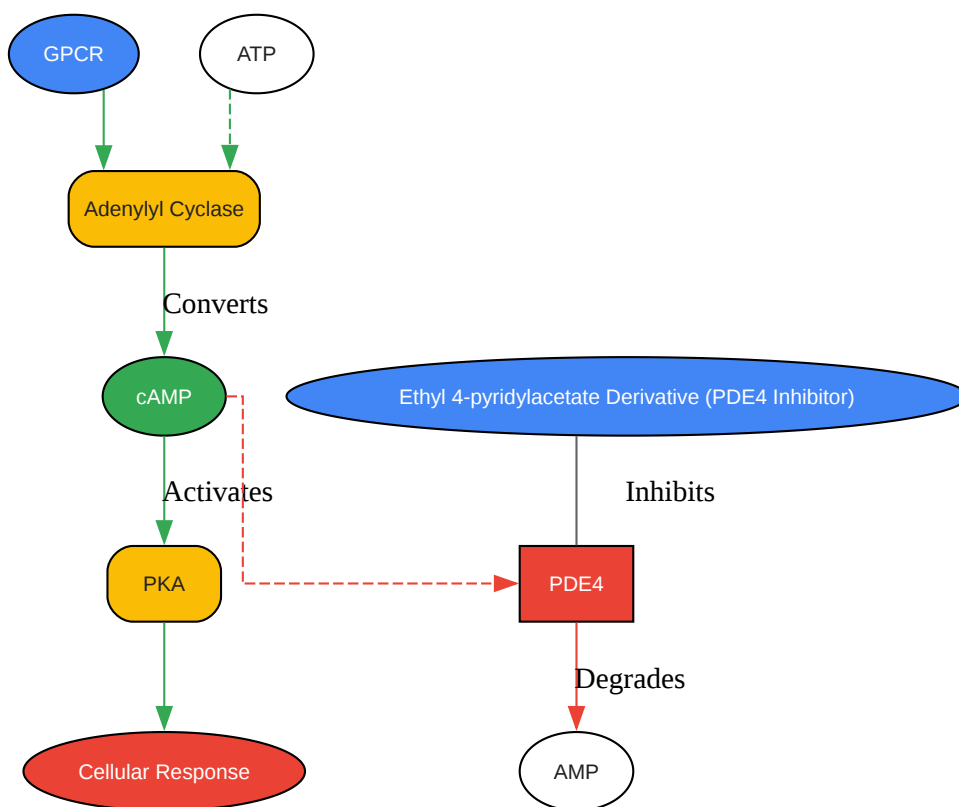 GPCR
ATP
Adenylyl Cyclase
Converts
cAMP
Ethyl 4-pyridylacetate Derivative (PDE4 Inhibitor)
Activates
Inhibits
PKA
PDE4
Degrades
Cellular Response
AMP